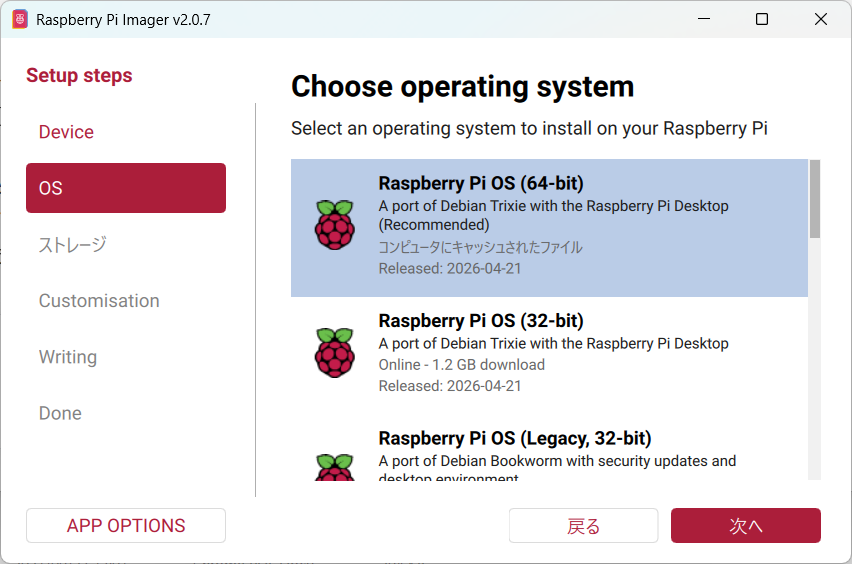 Raspberry Pi Imager v2.0.7
Setup steps
Device
OS
ストレージ
Customisation
Writing
Done
APP OPTIONS
Choose operating system
Select an operating system to install on your Raspberry Pi
Raspberry Pi OS (64-bit)
A port of Debian Trixie with the Raspberry Pi Desktop
(Recommended)
コンピュータにキャッシュされたファイル
Released: 2026-04-21
Raspberry Pi OS (32-bit)
A port of Debian Trixie with the Raspberry Pi Desktop
Online - 1.2 GB download
Released: 2026-04-21
Raspberry Pi OS (Legacy, 32-bit)
A port of Debian Bookworm with security updates and
desktop environment
戻る
次へ